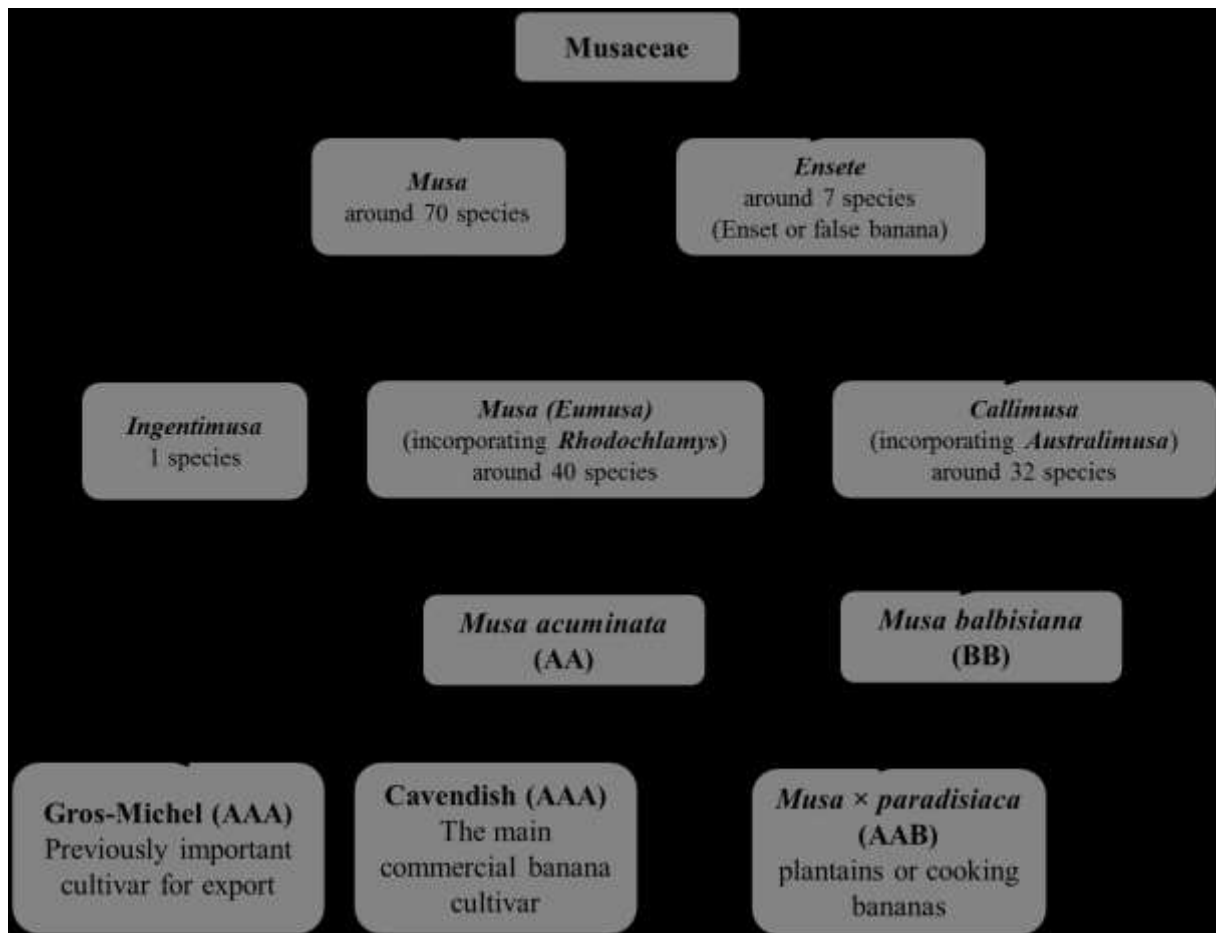 Musaceae
Musa
around 70 species
Ensete
around 7 species
(Enset or false banana)
Ingentimusa
1 species
Musa (Eumusa)
(incorporating Rhodochlamys)
around 40 species
Callimusa
(incorporating Australimusa)
around 32 species
Musa acuminata
(AA)
Musa balbisiana
(BB)
Gros-Michel (AAA)
Previously important
cultivar for export
Cavendish (AAA)
The main
commercial banana
cultivar
Musa × paradisiaca
(AAB)
plantains or cooking
bananas